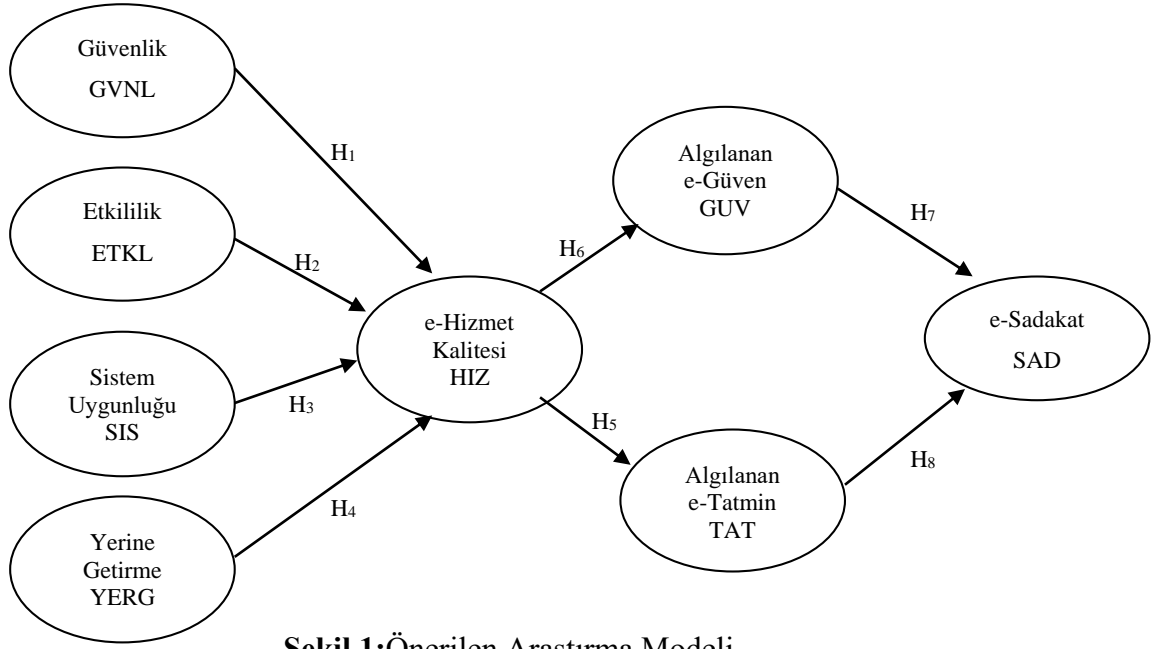 Güvenlik
GVNL
H1
Etkililik
ETKL
H2
Sistem
Uygunluğu
SIS
H3
Yerine
Getirme
YERG
H4
e-Hizmet
Kalitesi
HIZ
H6
Algılanan
e-Güven
GUV
H7
H5
Algılanan
e-Tatmin
TAT
H8
e-Sadakat
SAD
Şekil 1:Önerilen Araştırma Modeli